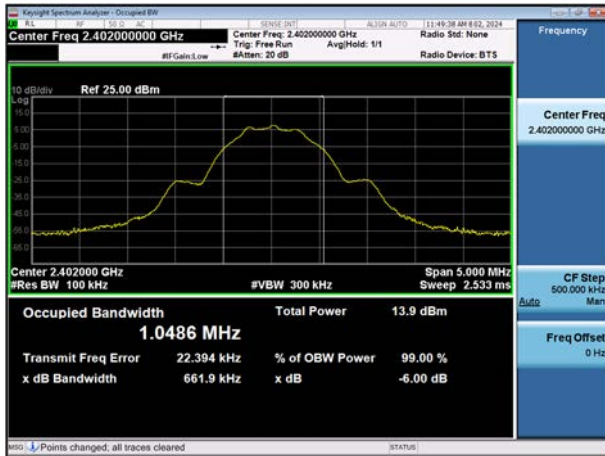 Keysight Spectrum Analyzer - Occupied BW
RL RF 50 Ω AC SENSE:INT ALIGN AUTO 11:49:38 AM 8 02, 2024
Center Freq 2.402000000 GHz
Center Freq: 2.402000000 GHz
Radio Std: None
Trig: Free Run Avg|Hold: 1/1
#IFGain:Low #Atten: 20 dB Radio Device: BTS
Frequency
10 dB/div Ref 25.00 dBm
Log
15.0
5.00
-5.00
-15.0
-25.0
-35.0
-45.0
-55.0
-65.0
Center 2.402000 GHz Span 5.000 MHz
#Res BW 100 kHz #VBW 300 kHz Sweep 2.533 ms
Occupied Bandwidth Total Power 13.9 dBm
1.0486 MHz
Transmit Freq Error 22.394 kHz % of OBW Power 99.00 %
x dB Bandwidth 661.9 kHz x dB -6.00 dB
Center Freq
2.402000000 GHz
CF Step
500.000 kHz
Auto Man
Freq Offset
0 Hz
MSG Points changed; all traces cleared STATUS